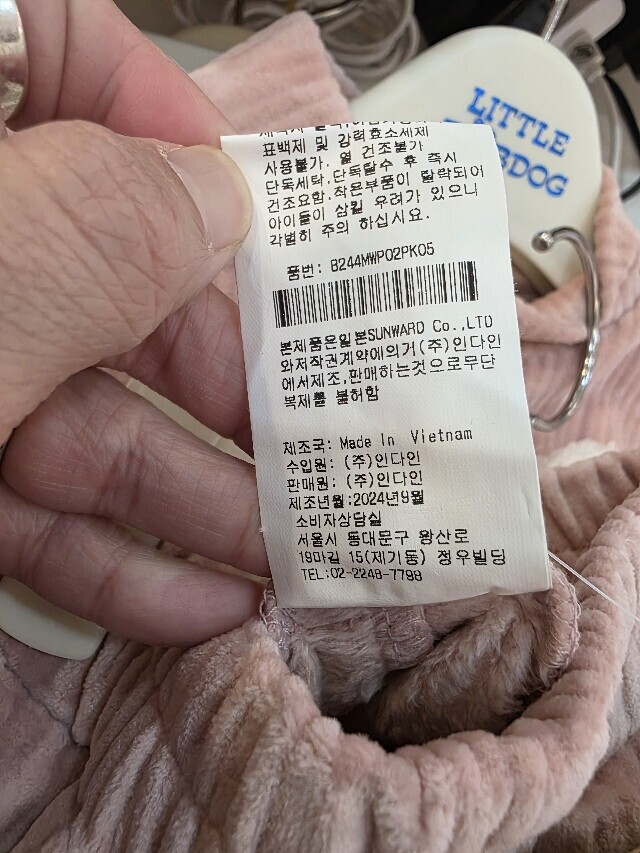 LITTLE
BOBDOG
표백제 및 강력효소세제
사용불가. 열 건조불가
단독세탁.단독탈수 후 즉시
건조요함.작은부품이 탈락되어
아이들이 삼킬 우려가 있으니
각별히 주의 하십시요.
품번: B244MWP02PK05
본제품은일본SUNWARD Co.,LTD
와저작권계약에의거(주)인다인
에서제조,판매하는것으로무단
복제를 불허함
제조국: Made In Vietnam
수입원: (주)인다인
판매원: (주)인다인
제조년월:2024년9월
소비자상담실
서울시 동대문구 왕산로
19마길 15(제기동) 정우빌딩
TEL:02-2248-7798